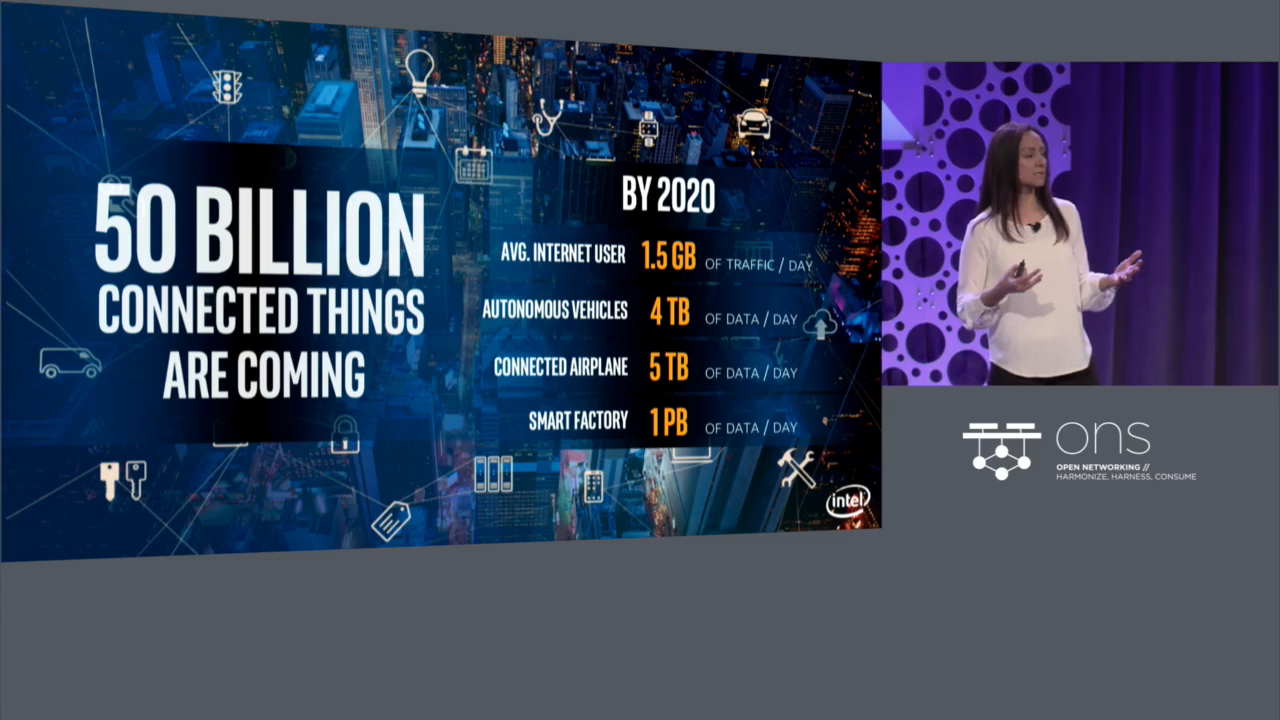 50 BILLION
CONNECTED THINGS
ARE COMING
BY 2020
AVG. INTERNET USER 1.5 GB OF TRAFFIC / DAY
AUTONOMOUS VEHICLES 4 TB OF DATA / DAY
CONNECTED AIRPLANE 5 TB OF DATA / DAY
SMART FACTORY 1 PB OF DATA / DAY
intel
ons
OPEN NETWORKING //
HARMONIZE, HARNESS, CONSUME